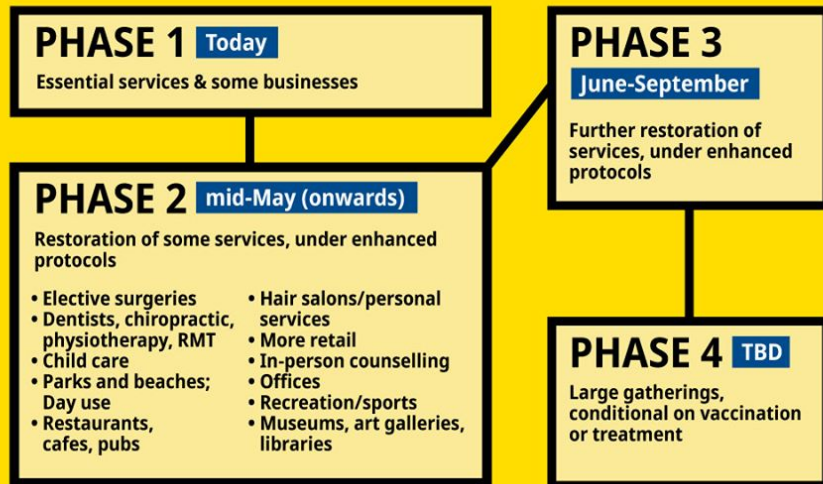 PHASE 1 Today
Essential services & some businesses
PHASE 2 mid-May (onwards)
Restoration of some services, under enhanced
protocols
• Elective surgeries
• Dentists, chiropractic,
physiotherapy, RMT
• Child care
• Parks and beaches;
Day use
• Restaurants,
cafes, pubs
• Hair salons/personal
services
• More retail
• In-person counselling
• Offices
• Recreation/sports
• Museums, art galleries,
libraries
PHASE 3
June-September
Further restoration of
services, under enhanced
protocols
PHASE 4 TBD
Large gatherings,
conditional on vaccination
or treatment